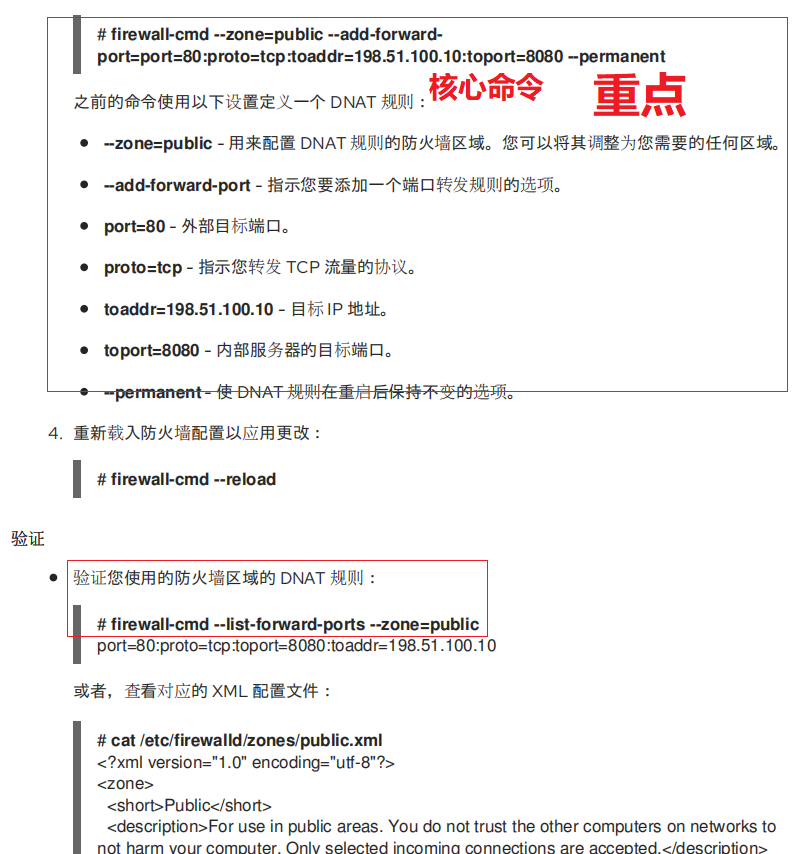 # firewall-cmd --zone=public --add-forward-
port=port=80:proto=tcp:toaddr=198.51.100.10:toport=8080 --permanent
核心命令
重点
之前的命令使用以下设置定义一个 DNAT 规则：
● --zone=public - 用来配置 DNAT 规则的防火墙区域。您可以将其调整为您需要的任何区域。
● --add-forward-port - 指示您要添加一个端口转发规则的选项。
● port=80 - 外部目标端口。
● proto=tcp - 指示您转发 TCP 流量的协议。
● toaddr=198.51.100.10 - 目标 IP 地址。
● toport=8080 - 内部服务器的目标端口。
● --permanent - 使 DNAT 规则在重启后保持不变的选项。
4. 重新载入防火墙配置以应用更改：
# firewall-cmd --reload
验证
● 验证您使用的防火墙区域的 DNAT 规则：
# firewall-cmd --list-forward-ports --zone=public
port=80:proto=tcp:toport=8080:toaddr=198.51.100.10
或者，查看对应的 XML 配置文件：
# cat /etc/firewalld/zones/public.xml
<?xml version="1.0" encoding="utf-8"?>
<zone>
<short>Public</short>
<description>For use in public areas. You do not trust the other computers on networks to
not harm your computer. Only selected incoming connections are accepted.</description>